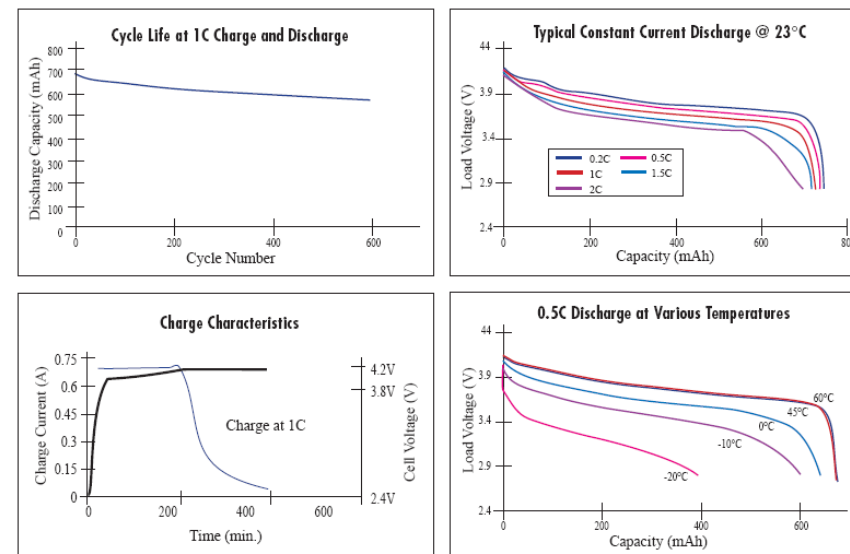 Cycle Life at 1C Charge and Discharge
Discharge Capacity (mAh)
800
700
600
500
400
300
200
100
0
0 200 400 600
Cycle Number
Typical Constant Current Discharge @ 23°C
Load Voltage (V)
44
3.9
3.4
2.9
2.4
0.2C 0.5C
1C 1.5C
2C
0 200 400 600 80
Capacity (mAh)
Charge Characteristics
Charge Current (A)
0.75
0.6
0.45
0.3
0.15
0
4.2V
3.8V
2.4V
Cell Voltage (V)
Charge at 1C
0 200 400 600
Time (min.)
0.5C Discharge at Various Temperatures
Load Voltage (V)
44
3.9
3.4
2.9
2.4
60°C
45°C
0°C
-10°C
-20°C
0 200 400 600
Capacity (mAh)